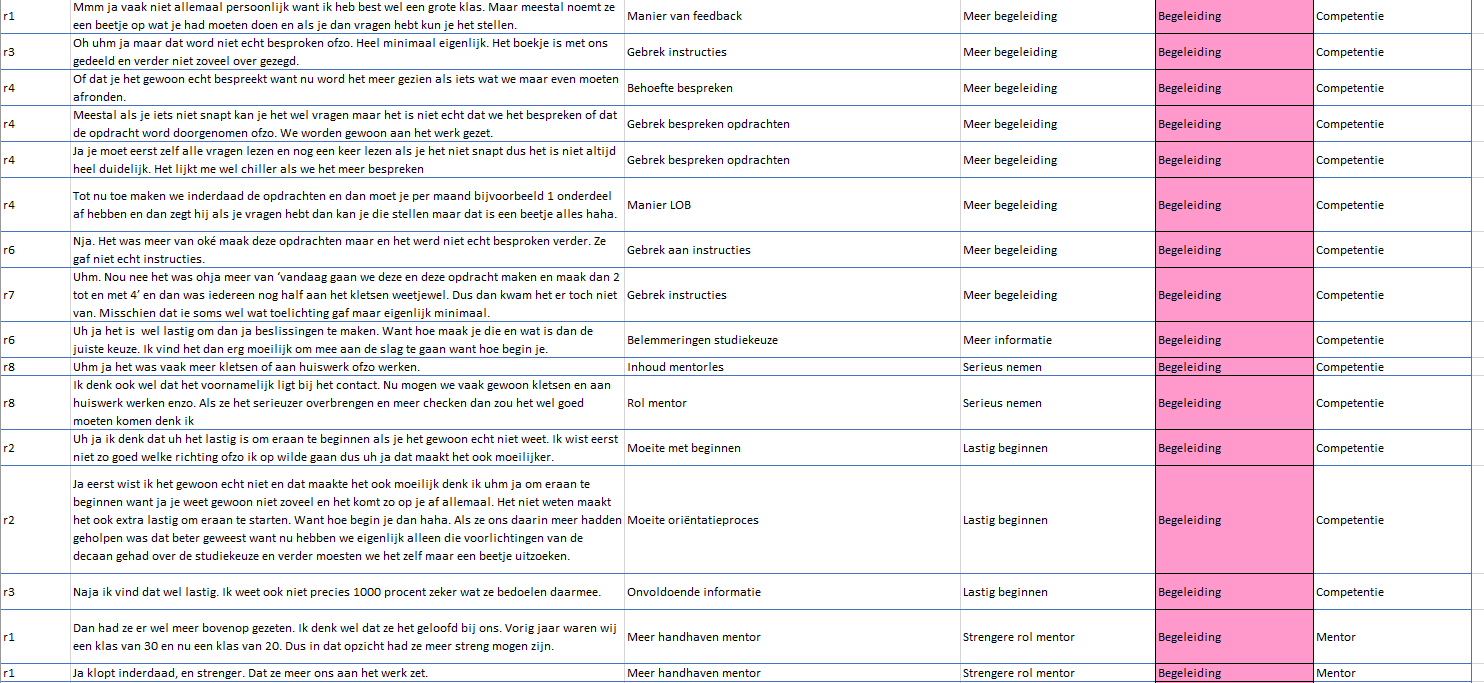 r1 Mmm ja vaak niet allemaal persoonlijk want ik heb best wel een grote klas. Maar meestal noemt ze Manier van feedback Meer begeleiding Begeleiding Competentie
een beetje op wat je had moeten doen en als je dan vragen hebt kun je het stellen.
r3 Oh uhm ja maar dat word niet echt besproken ofzo. Heel minimaal eigenlijk. Het boekje is met ons Gebrek instructies Meer begeleiding Begeleiding Competentie
gedeeld en verder niet zoveel over gezegd.
r4 Of dat je het gewoon echt bespreekt want nu word het meer gezien als iets wat we maar even moeten Behoefte bespreken Meer begeleiding Begeleiding Competentie
afronden.
r4 Meestal als je iets niet snapt kan je het wel vragen maar het is niet echt dat we het bespreken of dat Gebrek bespreken opdrachten Meer begeleiding Begeleiding Competentie
de opdracht word doorgenomen ofzo. We worden gewoon aan het werk gezet.
r4 Ja je moet eerst zelf alle vragen lezen en nog een keer lezen als je het niet snapt dus het is niet altijd Gebrek bespreken opdrachten Meer begeleiding Begeleiding Competentie
heel duidelijk. Het lijkt me wel chiller als we het meer bespreken
r4 Tot nu toe maken we inderdaad de opdrachten en dan moet je per maand bijvoorbeeld 1 onderdeel Manier LOB Meer begeleiding Begeleiding Competentie
af hebben en dan zegt hij als je vragen hebt dan kan je die stellen maar dat is een beetje alles haha.
r6 Nja. Het was meer van oké maak deze opdrachten maar en het werd niet echt besproken verder. Ze Gebrek aan instructies Meer begeleiding Begeleiding Competentie
gaf niet echt instructies.
r7 Uhm. Nou nee het was ohja meer van ‘vandaag gaan we deze en deze opdracht maken en maak dan 2 Gebrek instructies Meer begeleiding Begeleiding Competentie
tot en met 4’ en dan was iedereen nog half aan het kletsen weetjewel. Dus dan kwam het er toch niet
van. Misschien dat ie soms wel wat toelichting gaf maar eigenlijk minimaal.
r6 Uh ja het is wel lastig om dan ja beslissingen te maken. Want hoe maak je die en wat is dan de Belemmeringen studiekeuze Meer informatie Begeleiding Competentie
juiste keuze. Ik vind het dan erg moeilijk om mee aan de slag te gaan want hoe begin je.
r8 Uhm ja het was vaak meer kletsen of aan huiswerk ofzo werken. Inhoud mentorles Serieus nemen Begeleiding Competentie
r8 Ik denk ook wel dat het voornamelijk ligt bij het contact. Nu mogen we vaak gewoon kletsen en aan Rol mentor Serieus nemen Begeleiding Competentie
huiswerk werken enzo. Als ze het serieuzer overbrengen en meer checken dan zou het wel goed
moeten komen denk ik
r2 Uh ja ik denk dat uh het lastig is om eraan te beginnen als je het gewoon echt niet weet. Ik wist eerst Moeite met beginnen Lastig beginnen Begeleiding Competentie
niet zo goed welke richting ofzo ik op wilde gaan dus uh ja dat maakt het ook moeilijker.
r2 Ja eerst wist ik het gewoon echt niet en dat maakte het ook moeilijk denk ik uhm ja om eraan te Moeite oriëntatieproces Lastig beginnen Begeleiding Competentie
beginnen want ja je weet gewoon niet zoveel en het komt zo op je af allemaal. Het niet weten maakt
het ook extra lastig om eraan te starten. Want hoe begin je dan haha. Als ze ons daarin meer hadden
geholpen was dat beter geweest want nu hebben we eigenlijk alleen die voorlichtingen van de
decaan gehad over de studiekeuze en verder moesten we het zelf maar een beetje uitzoeken.
r3 Naja ik vind dat wel lastig. Ik weet ook niet precies 1000 procent zeker wat ze bedoelen daarmee. Onvoldoende informatie Lastig beginnen Begeleiding Competentie
r1 Dan had ze er wel meer bovenop gezeten. Ik denk wel dat ze het geloofd bij ons. Vorig jaar waren wij Meer handhaven mentor Strengere rol mentor Begeleiding Mentor
een klas van 30 en nu een klas van 20. Dus in dat opzicht had ze meer streng mogen zijn.
r1 Ja klopt inderdaad, en strenger. Dat ze meer ons aan het werk zet. Meer handhaven mentor Strengere rol mentor Begeleiding Mentor